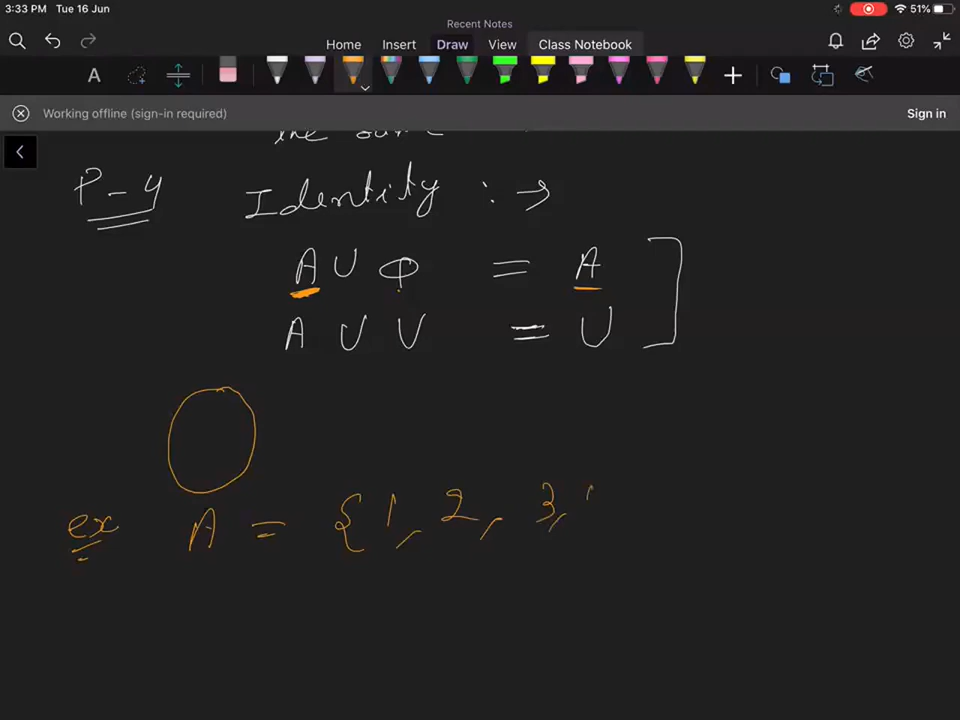 3:33 PM Tue 16 Jun
51%
Recent Notes
Home Insert Draw View Class Notebook
A
Working offline (sign-in required) Sign in
P-4 Identity :→
A ∪ Φ = A
A ∪ U = U
ex A = { 1, 2, 3,